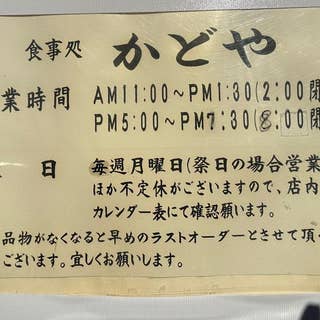 食事処 かどや
業時間 AM11:00～PM1:30(2:00閉
PM5:00～PM7:30(8:00閉
日 毎週月曜日(祭日の場合営業
ほか不定休がございますので、店内
カレンダー表にて確認願います。
品物がなくなると早めのラストオーダーとさせて頂
ございます。宜しくお願いします。